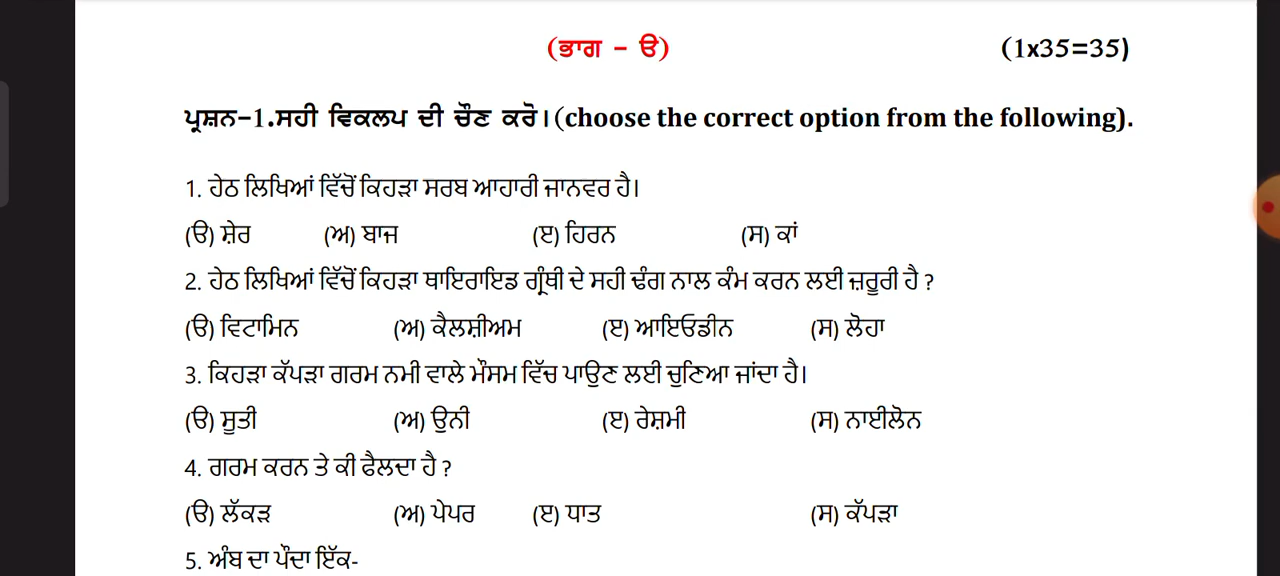 (ਭਾਗ - ੳ) (1x35=35)
ਪ੍ਰਸ਼ਨ-1.ਸਹੀ ਵਿਕਲਪ ਦੀ ਚੌਣ ਕਰੋ।(choose the correct option from the following).
1. ਹੇਠ ਲਿਖਿਆਂ ਵਿੱਚੋਂ ਕਿਹੜਾ ਸਰਬ ਆਹਾਰੀ ਜਾਨਵਰ ਹੈ।
(ੳ) ਸ਼ੇਰ (ਅ) ਬਾਜ (ੲ) ਹਿਰਨ (ਸ) ਕਾਂ
2. ਹੇਠ ਲਿਖਿਆਂ ਵਿੱਚੋਂ ਕਿਹੜਾ ਥਾਇਰਾਇਡ ਗ੍ਰੰਥੀ ਦੇ ਸਹੀ ਢੰਗ ਨਾਲ ਕੰਮ ਕਰਨ ਲਈ ਜ਼ਰੂਰੀ ਹੈ ?
(ੳ) ਵਿਟਾਮਿਨ (ਅ) ਕੈਲਸ਼ੀਅਮ (ੲ) ਆਇਓਡੀਨ (ਸ) ਲੋਹਾ
3. ਕਿਹੜਾ ਕੱਪੜਾ ਗਰਮ ਨਮੀ ਵਾਲੇ ਮੌਸਮ ਵਿੱਚ ਪਾਉਣ ਲਈ ਚੁਣਿਆ ਜਾਂਦਾ ਹੈ।
(ੳ) ਸੂਤੀ (ਅ) ਉਨੀ (ੲ) ਰੇਸ਼ਮੀ (ਸ) ਨਾਈਲੋਨ
4. ਗਰਮ ਕਰਨ ਤੇ ਕੀ ਫੈਲਦਾ ਹੈ ?
(ੳ) ਲੱਕੜ (ਅ) ਪੇਪਰ (ੲ) ਧਾਤ (ਸ) ਕੱਪੜਾ
5. ਅੰਬ ਦਾ ਪੌਦਾ ਇੱਕ-